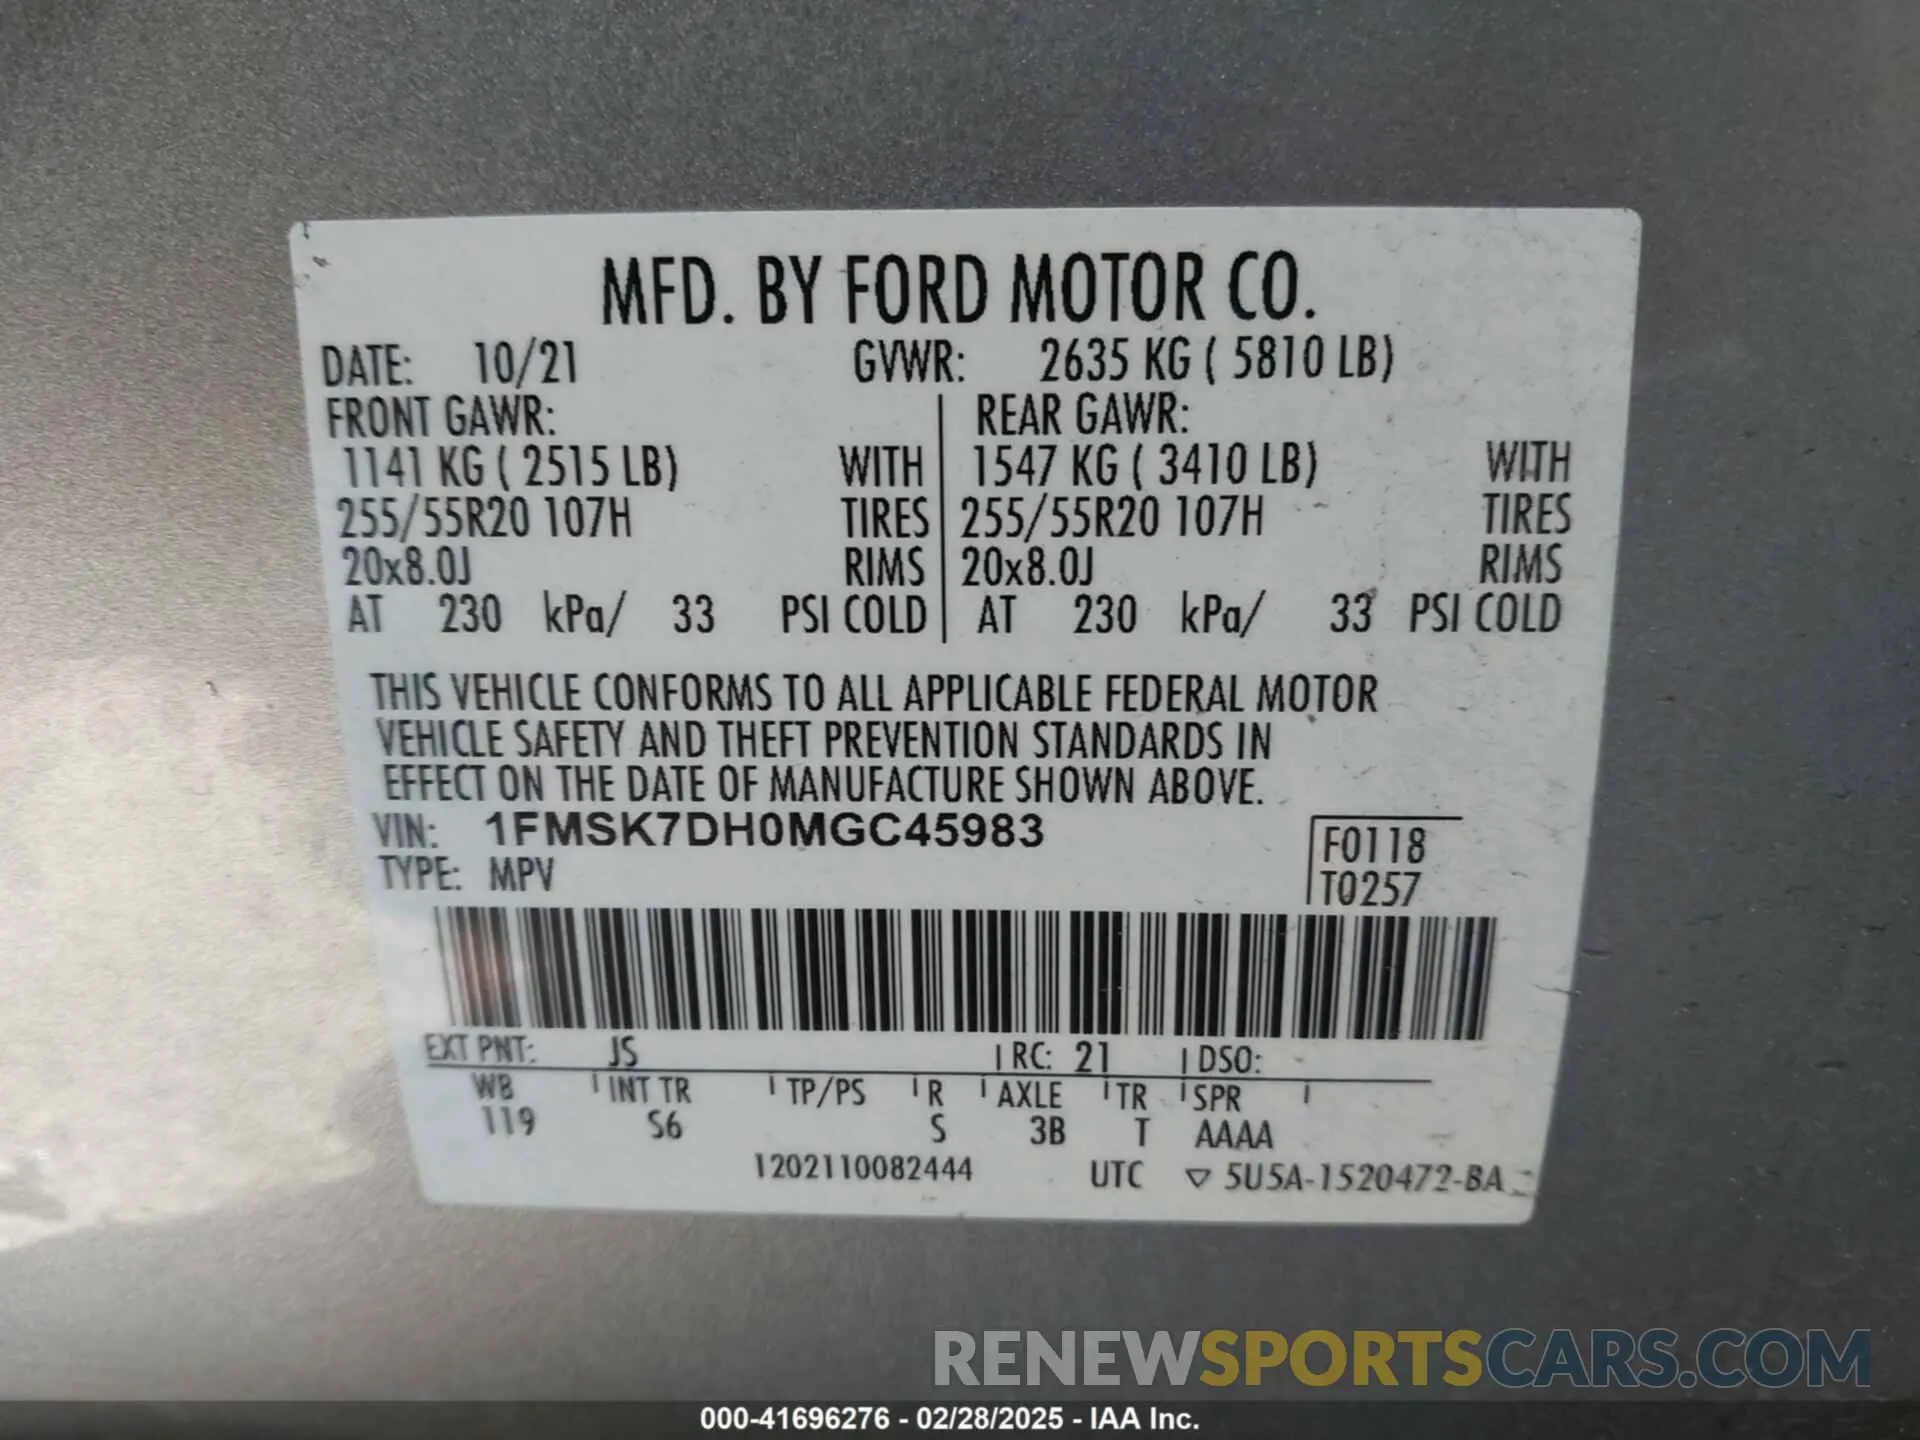 MFD. BY FORD MOTOR CO.
DATE: 10/21 GVWR: 2635 KG ( 5810 LB)
FRONT GAWR: REAR GAWR:
1141 KG ( 2515 LB) WITH 1547 KG ( 3410 LB) WITH
255/55R20 107H TIRES 255/55R20 107H TIRES
20x8.0J RIMS 20x8.0J RIMS
AT 230 kPa/ 33 PSI COLD AT 230 kPa/ 33 PSI COLD
THIS VEHICLE CONFORMS TO ALL APPLICABLE FEDERAL MOTOR
VEHICLE SAFETY AND THEFT PREVENTION STANDARDS IN
EFFECT ON THE DATE OF MANUFACTURE SHOWN ABOVE.
VIN: 1FMSK7DH0MGC45983 F0118
TYPE: MPV T0257
EXT PNT: JS RC: 21 DSO:
WB INT TR TP/PS R AXLE TR SPR
119 S6 S 3B T AAAA
1202110082444 UTC ▽ 5U5A-1520472-BA
RENEWSPORTSCARS.COM
000-41696276 - 02/28/2025 - IAA Inc.